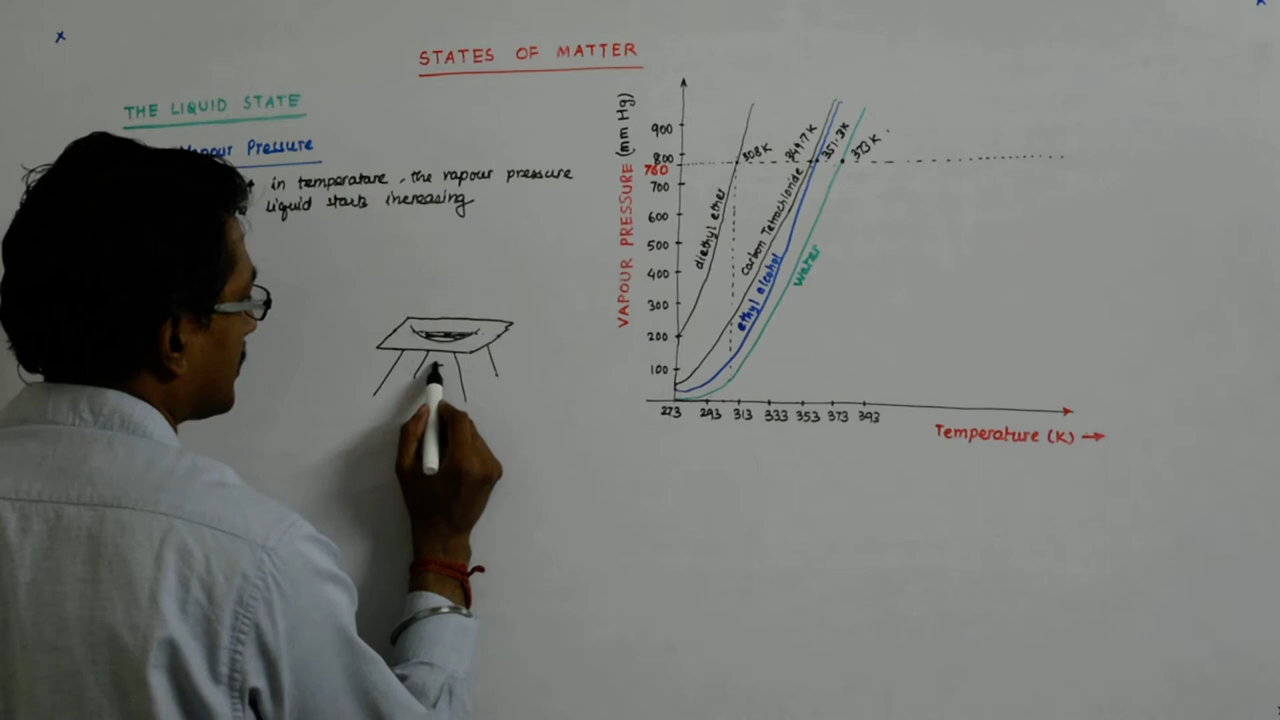 STATES OF MATTER
THE LIQUID STATE
Vapour Pressure
in temperature, the vapour pressure
liquid starts increasing
VAPOUR PRESSURE (mm Hg)
900
800
760
700
600
500
400
300
200
100
273 293 313 333 353 373 393
Temperature (K)
diethyl ether
Carbon Tetrachloride
ethyl alcohol
water
308K
349.7K
351.3K
373K